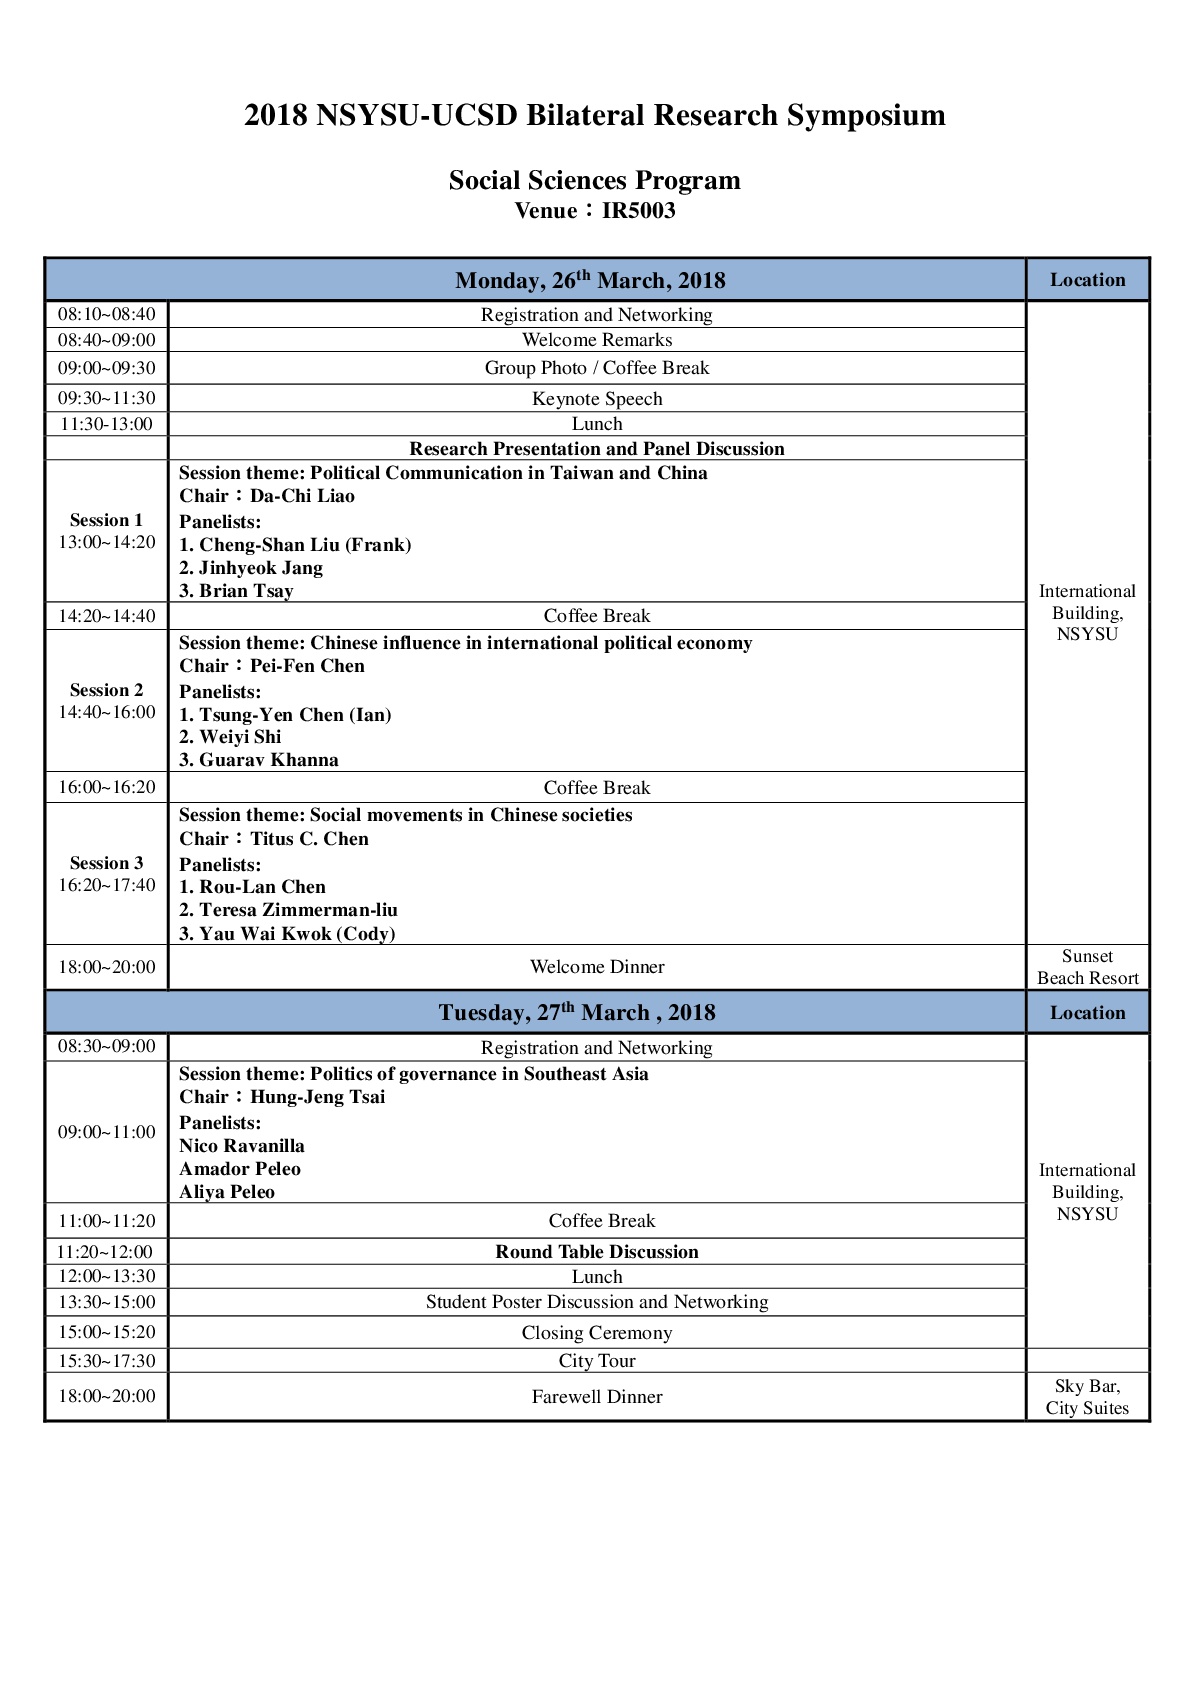 2018 NSYSU-UCSD Bilateral Research Symposium
Social Sciences Program
Venue：IR5003
Monday, 26th March, 2018 Location
08:10~08:40 Registration and Networking
08:40~09:00 Welcome Remarks
09:00~09:30 Group Photo / Coffee Break
09:30~11:30 Keynote Speech
11:30-13:00 Lunch
Research Presentation and Panel Discussion
Session 1
13:00~14:20
Session theme: Political Communication in Taiwan and China
Chair：Da-Chi Liao
Panelists:
1. Cheng-Shan Liu (Frank)
2. Jinhyeok Jang
3. Brian Tsay
14:20~14:40 Coffee Break
Session 2
14:40~16:00
Session theme: Chinese influence in international political economy
Chair：Pei-Fen Chen
Panelists:
1. Tsung-Yen Chen (Ian)
2. Weiyi Shi
3. Guarav Khanna
16:00~16:20 Coffee Break
Session 3
16:20~17:40
Session theme: Social movements in Chinese societies
Chair：Titus C. Chen
Panelists:
1. Rou-Lan Chen
2. Teresa Zimmerman-liu
3. Yau Wai Kwok (Cody)
International
Building,
NSYSU
18:00~20:00 Welcome Dinner
Sunset
Beach Resort
Tuesday, 27th March , 2018 Location
08:30~09:00 Registration and Networking
09:00~11:00
Session theme: Politics of governance in Southeast Asia
Chair：Hung-Jeng Tsai
Panelists:
Nico Ravanilla
Amador Peleo
Aliya Peleo
11:00~11:20 Coffee Break
11:20~12:00 Round Table Discussion
12:00~13:30 Lunch
13:30~15:00 Student Poster Discussion and Networking
15:00~15:20 Closing Ceremony
International
Building,
NSYSU
15:30~17:30 City Tour
18:00~20:00 Farewell Dinner
Sky Bar,
City Suites